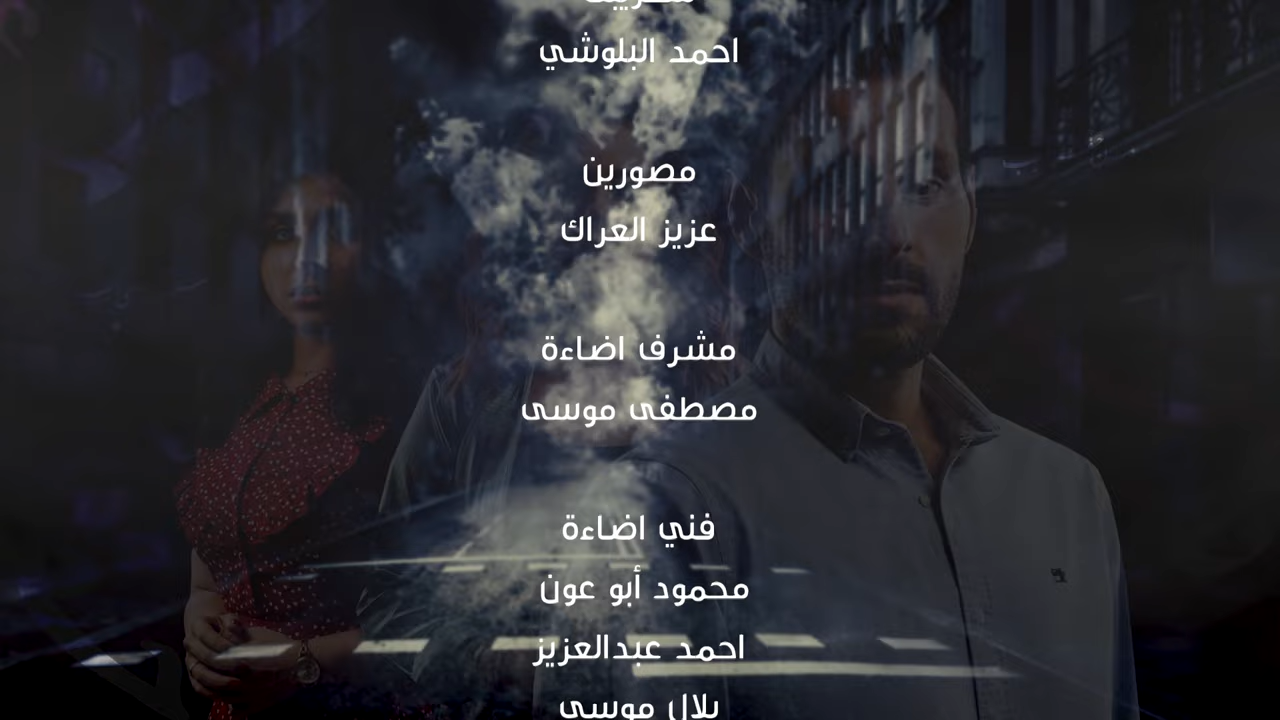 احمد البلوشي
مصورين
عزيز العراك
مشرف اضاءة
مصطفى موسى
فني اضاءة
محمود أبو عون
احمد عبدالعزيز
بلال موسى